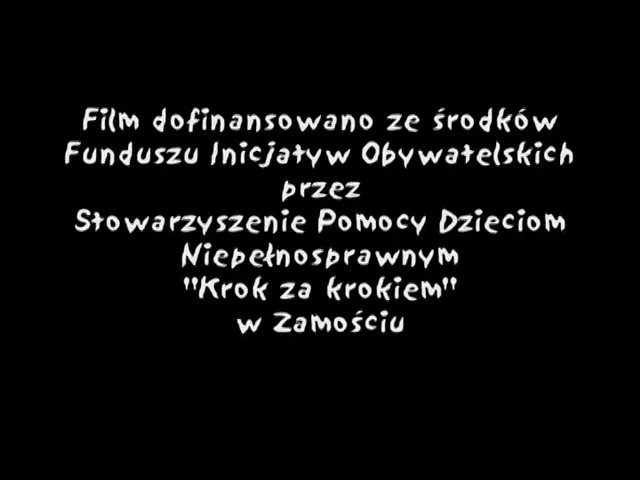 Film dofinansowano ze środków
Funduszu Inicjatyw Obywatelskich
przez
Stowarzyszenie Pomocy Dzieciom
Niepełnosprawnym
"Krok za krokiem"
w Zamościu